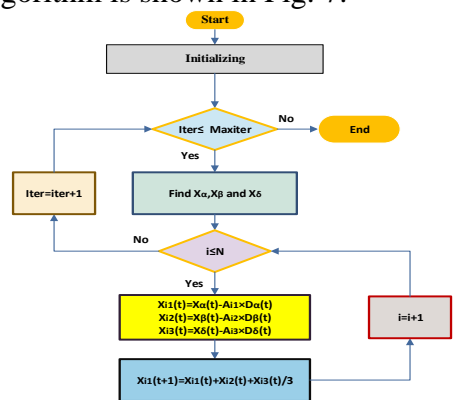 gorithm is shown in Fig. 7.
Start
Initializing
Iter≤ Maxiter
No
End
Yes
Iter=iter+1
Find Xα,Xβ and Xδ
No
i≤N
Yes
Xi1(t)=Xα(t)-Ai1×Dα(t)
Xi2(t)=Xβ(t)-Ai2×Dβ(t)
Xi3(t)=Xδ(t)-Ai3×Dδ(t)
i=i+1
Xi1(t+1)=Xi1(t)+Xi2(t)+Xi3(t)/3